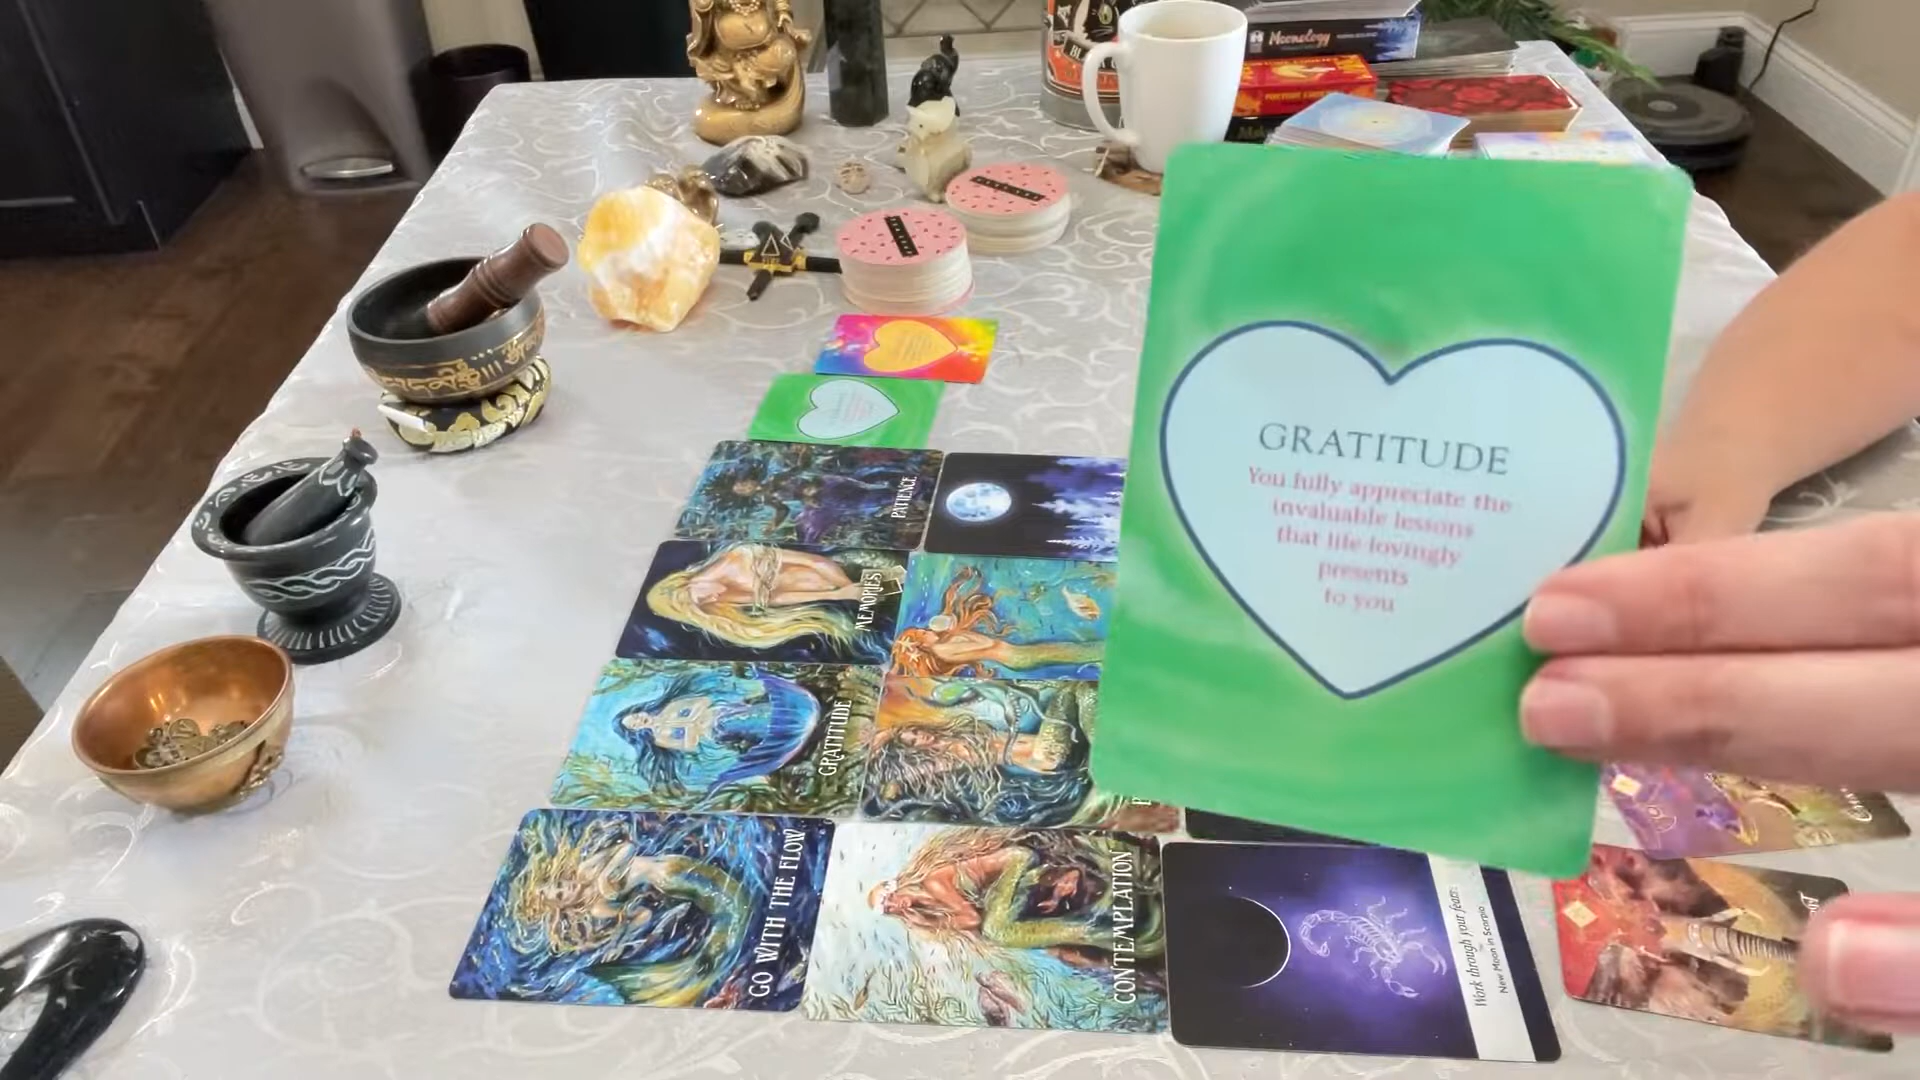 Moonology
GRATITUDE
You fully appreciate the
invaluable lessons
that life lovingly
presents
to you
PATIENCE
MEMORIES
GRATITUDE
GO WITH THE FLOW
CONTEMPLATION
Work through your fear.
New Moon in Scorpio